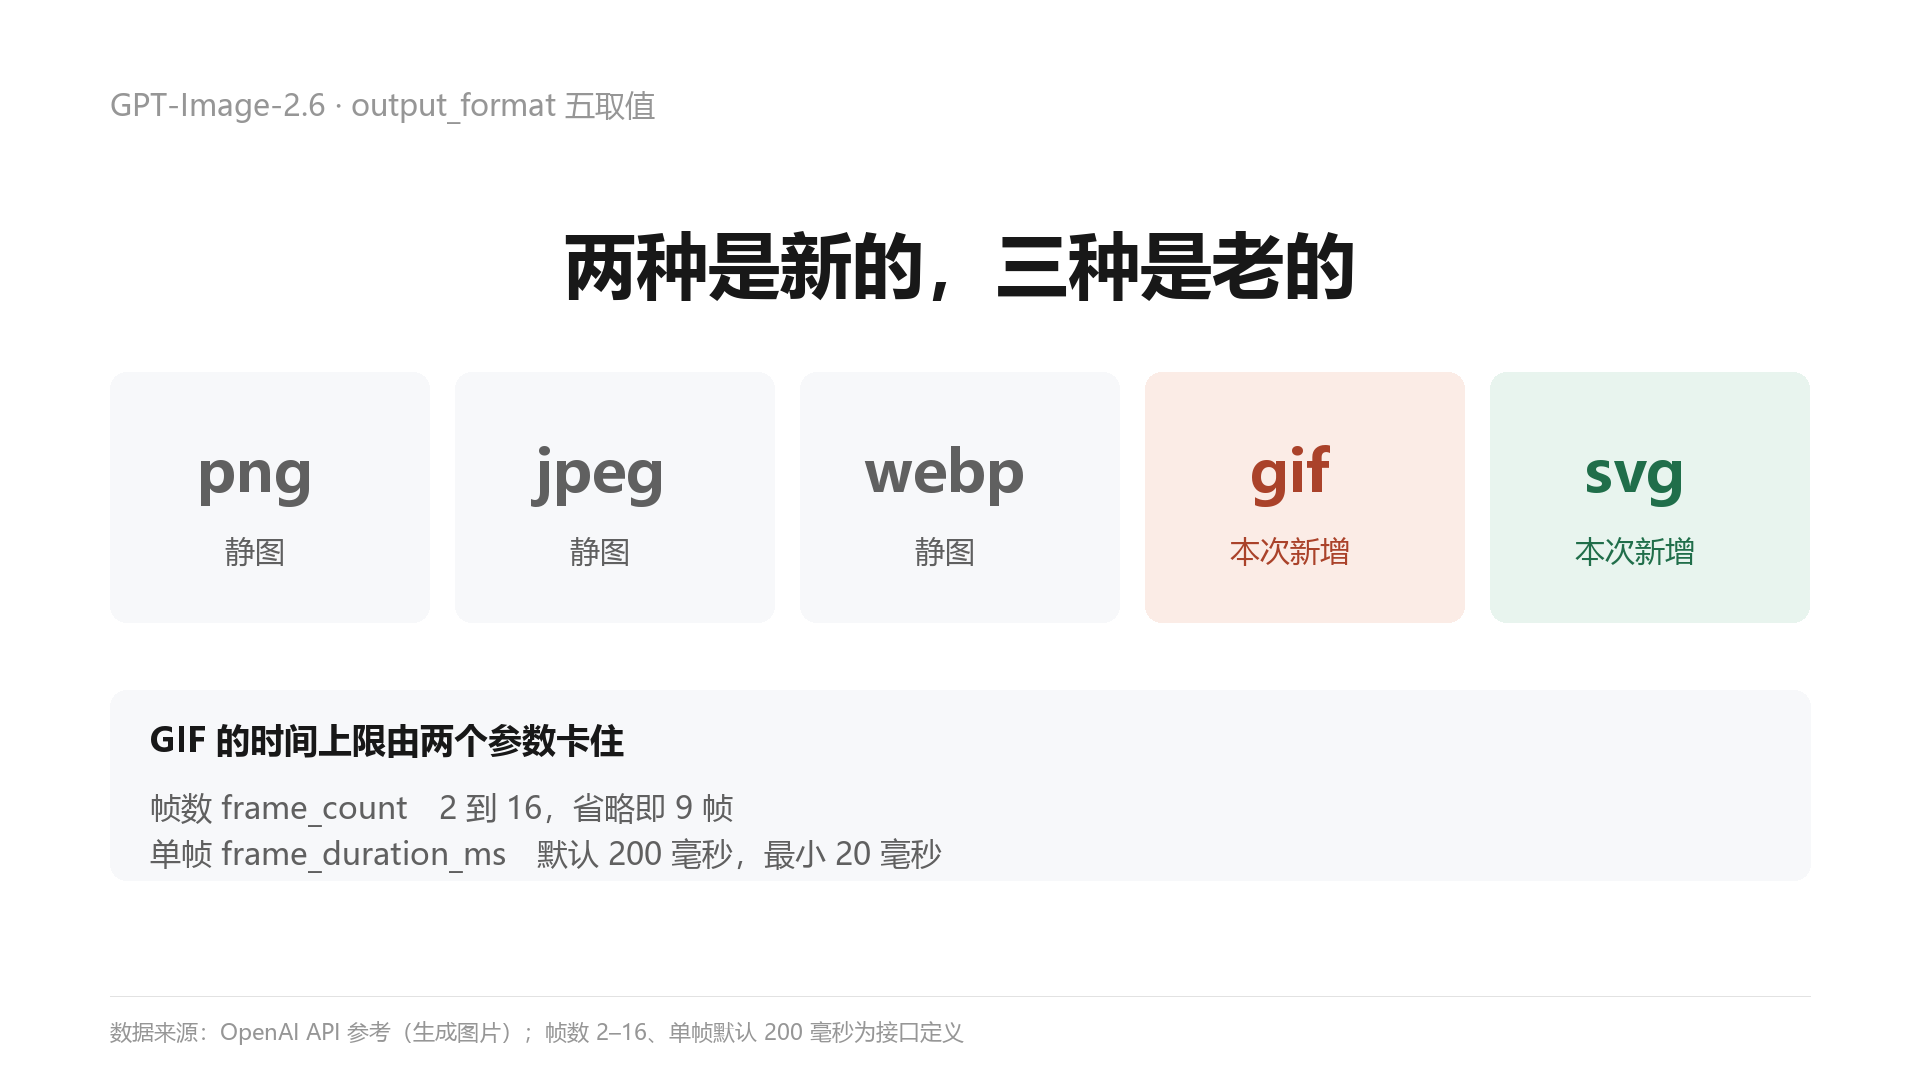 GPT-Image-2.6 · output_format 五取值
两种是新的，三种是老的
png
静图
jpeg
静图
webp
静图
gif
本次新增
svg
本次新增
GIF 的时间上限由两个参数卡住
帧数 frame_count 2 到 16，省略即 9 帧
单帧 frame_duration_ms 默认 200 毫秒，最小 20 毫秒
数据来源：OpenAI API 参考（生成图片）；帧数 2–16、单帧默认 200 毫秒为接口定义